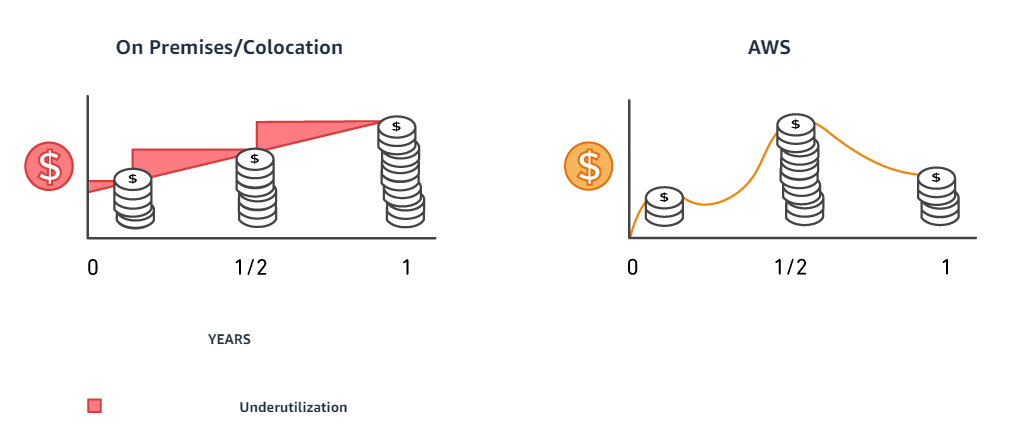 On Premises/Colocation
AWS
$
$
$
$
$
$
$
$
0 1/2 1
0 1/2 1
YEARS
Underutilization